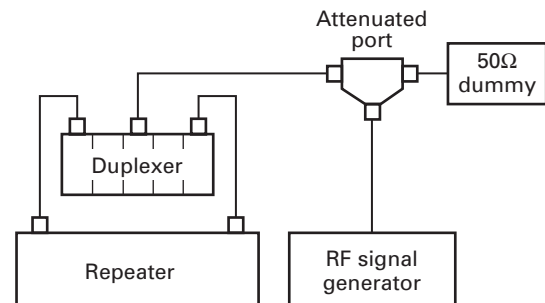 Attenuated
port
50Ω
dummy
Duplexer
Repeater
RF signal
generator